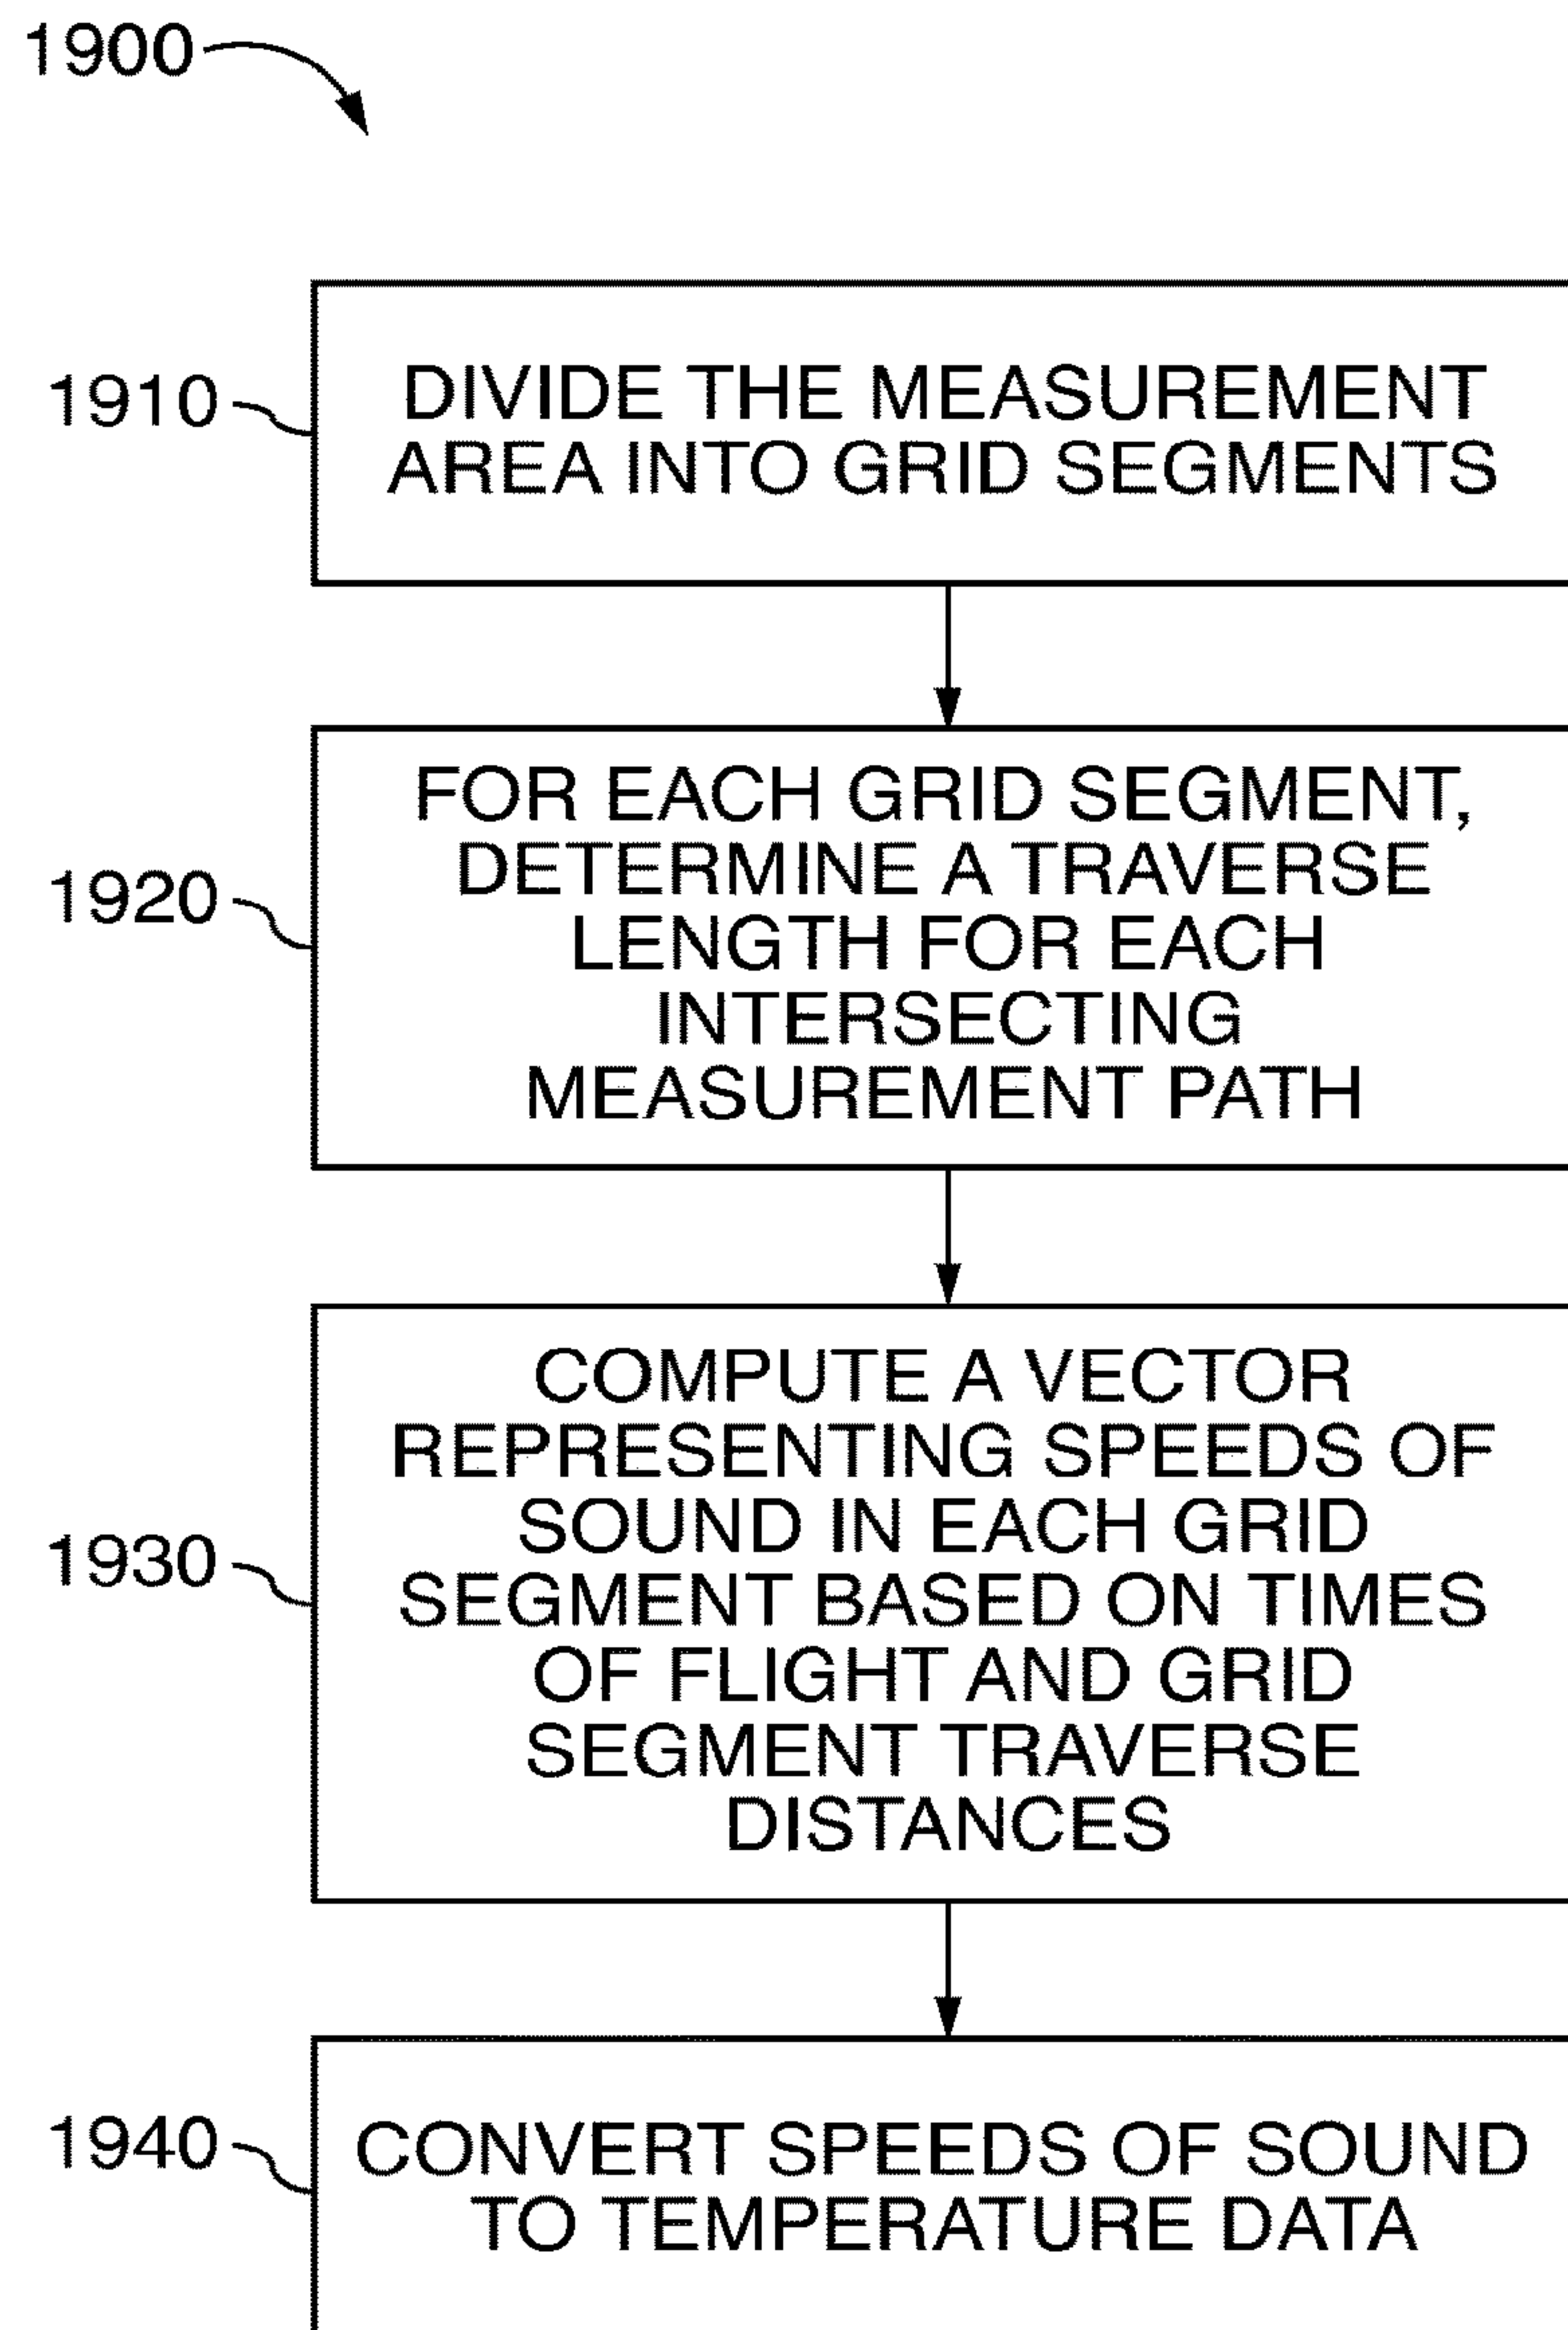 1900
1910
DIVIDE THE MEASUREMENT
AREA INTO GRID SEGMENTS
1920
FOR EACH GRID SEGMENT,
DETERMINE A TRAVERSE
LENGTH FOR EACH
INTERSECTING
MEASUREMENT PATH
1930
COMPUTE A VECTOR
REPRESENTING SPEEDS OF
SOUND IN EACH GRID
SEGMENT BASED ON TIMES
OF FLIGHT AND GRID
SEGMENT TRAVERSE
DISTANCES
1940
CONVERT SPEEDS OF SOUND
TO TEMPERATURE DATA